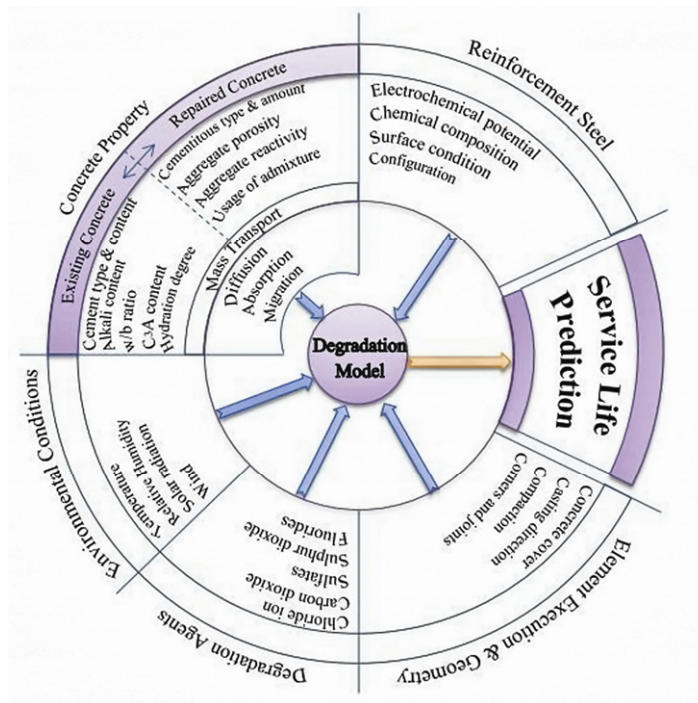 Concrete Property
Repaired Concrete
Cementitous type & amount
Aggregate porosity
Aggregate reactivity
Usage of admixture
Existing Concrete
Cement type & content
Alkali content
w/b ratio
C3A content
Hydration degree
Mass Transport
Diffusion
Absorption
Migration
Reinforcement Steel
Electrochemical potential
Chemical composition
Surface condition
Configuration
Degradation
Model
Service Life
Prediction
Element Execution & Geometry
Concrete cover
Casting direction
Compaction
Corners and joints
Degradation Agents
Chloride ion
Carbon dioxide
Sulfates
Sulphur dioxide
Fluorides
Environmental Conditions
Temperature
Relative Humidity
Solar radiation
Wind